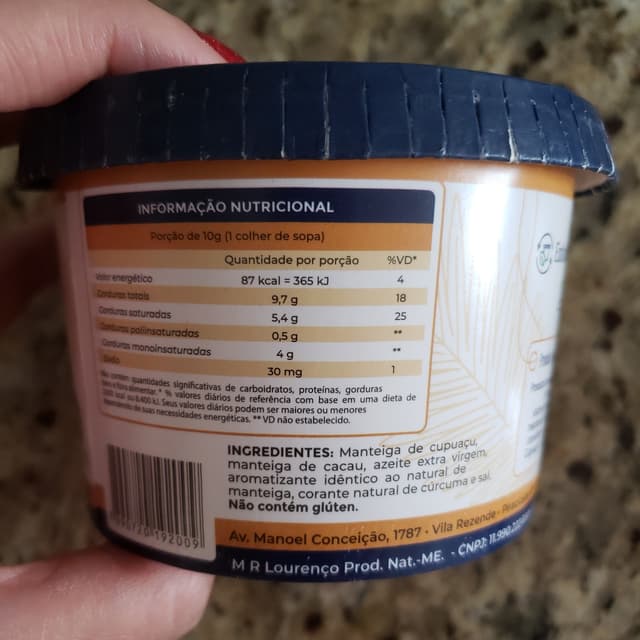 INFORMAÇÃO NUTRICIONAL
Porção de 10g (1 colher de sopa)
Quantidade por porção %VD*
Valor energético 87 kcal = 365 kJ 4
Gorduras totais 9,7 g 18
Gorduras saturadas 5,4 g 25
Gorduras poliinsaturadas 0,5 g **
Gorduras monoinsaturadas 4 g **
Sódio 30 mg 1
Não contém quantidades significativas de carboidratos, proteínas, gorduras
trans e fibra alimentar. * % valores diários de referência com base em uma dieta de
2000 kcal ou 8.400 kJ. Seus valores diários podem ser maiores ou menores
dependendo de suas necessidades energéticas. ** VD não estabelecido.
INGREDIENTES: Manteiga de cupuaçu,
manteiga de cacau, azeite extra virgem,
aromatizante idêntico ao natural de
manteiga, corante natural de cúrcuma e sal.
Não contém glúten.
192009
Av. Manoel Conceição, 1787 • Vila Rezende •
M R Lourenço Prod. Nat.-ME. - CNPJ: 11.990.